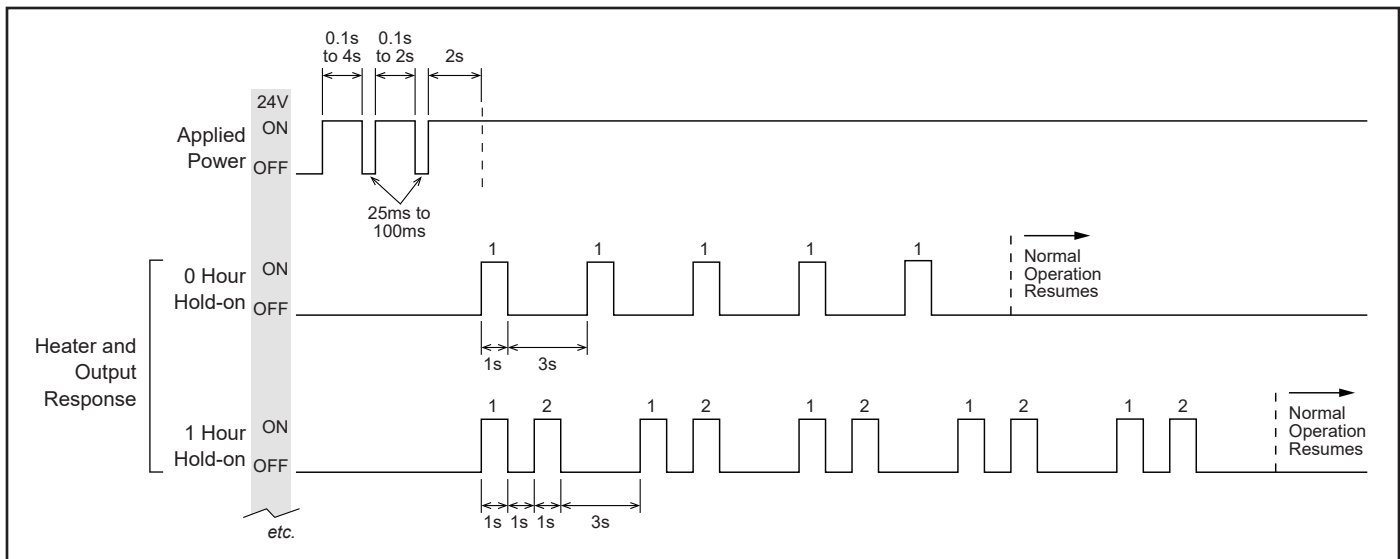 0.1s
to 4s
0.1s
to 2s
2s
24V
ON
Applied
Power
OFF
25ms to
100ms
1 1 1 1 1
0 Hour
Hold-on
ON
OFF
Normal
Operation
Resumes
1s 3s
Heater and
Output
Response
1 2 1 2 1 2 1 2 1 2
1 Hour
Hold-on
ON
OFF
Normal
Operation
Resumes
1s 1s 1s 3s
etc.